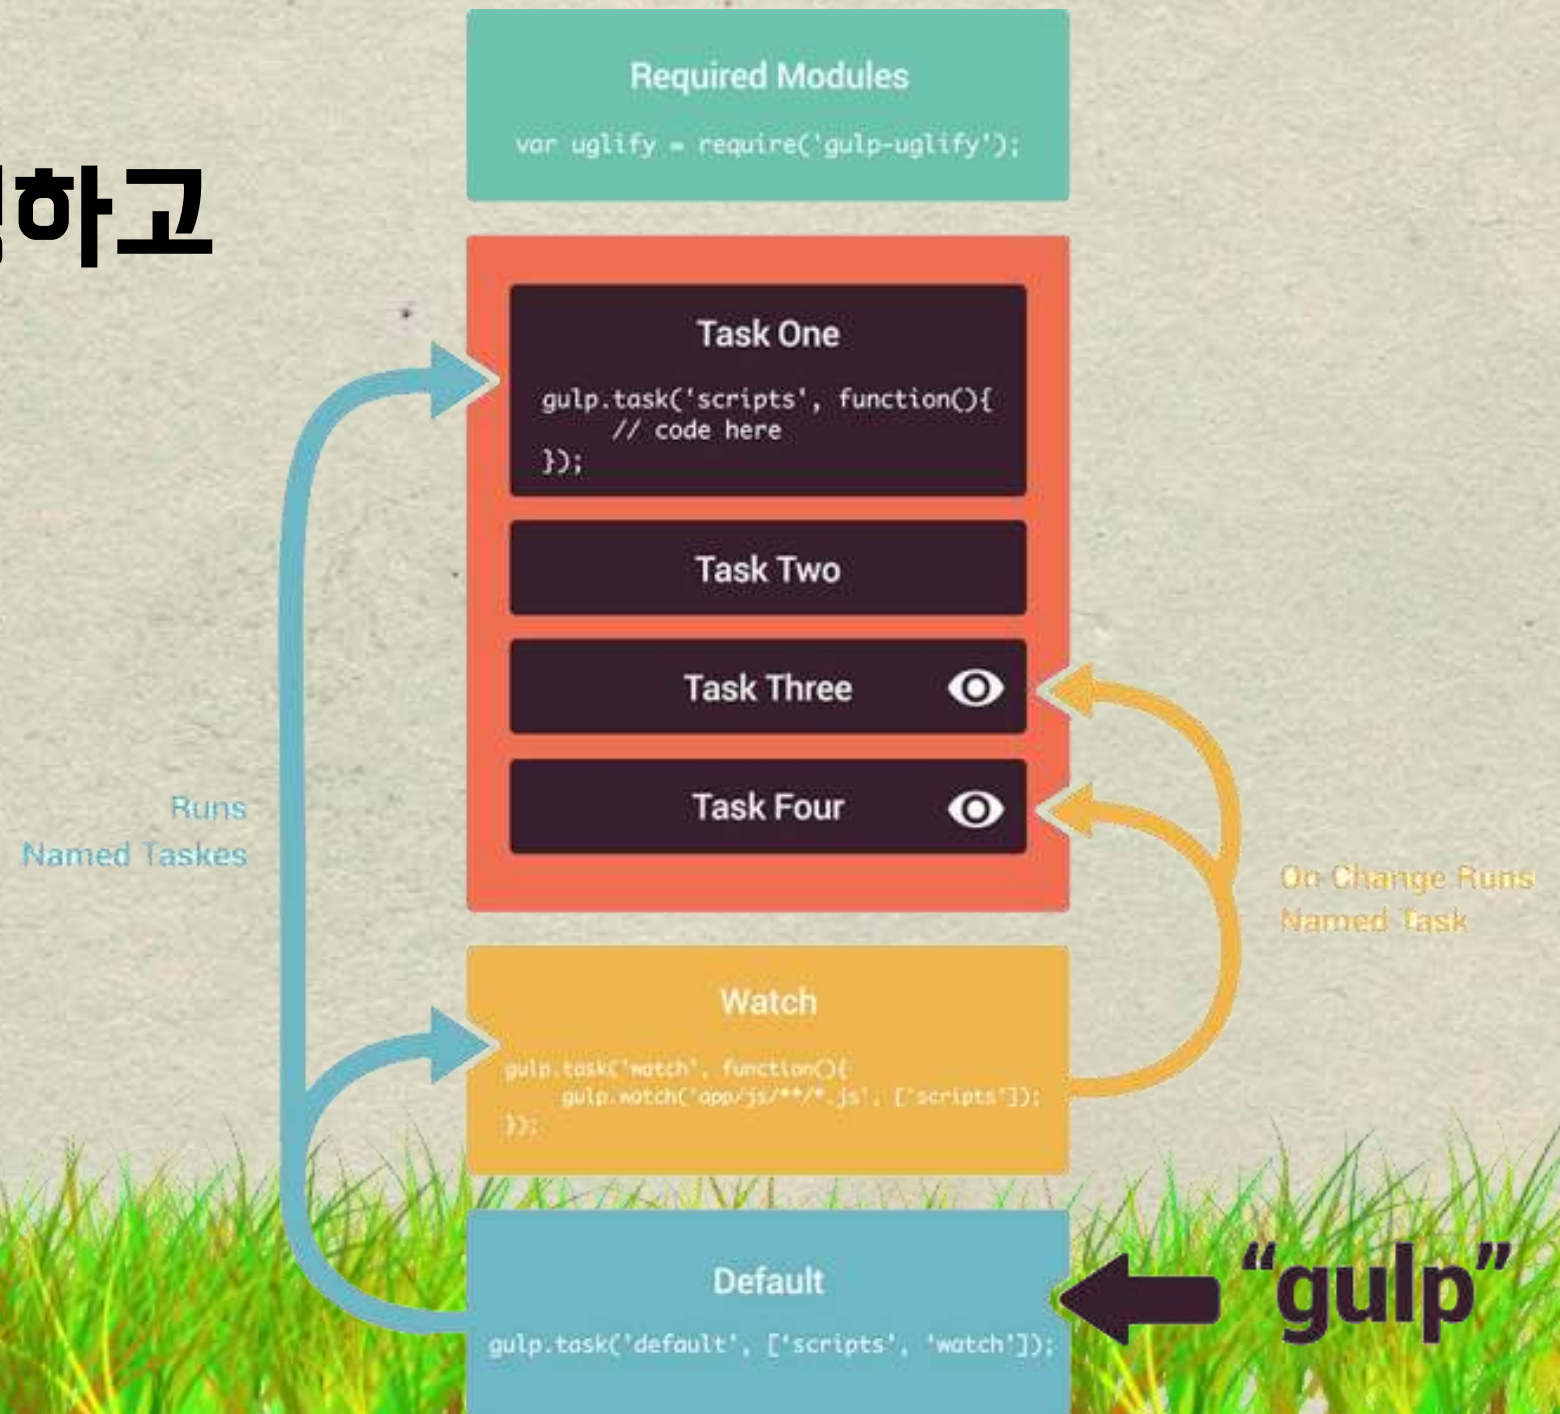 Required Modules
var uglify = require('gulp-uglify');
하고
Task One
gulp.task('scripts', function(){
// code here
});
Task Two
Task Three
Task Four
Runs
Named Taskes
On Change Runs
Named Task
Watch
gulp.task('watch', function(){
gulp.watch('app/js/**/*.js', ['scripts']);
});
Default
gulp.task('default', ['scripts', 'watch']);
“gulp”